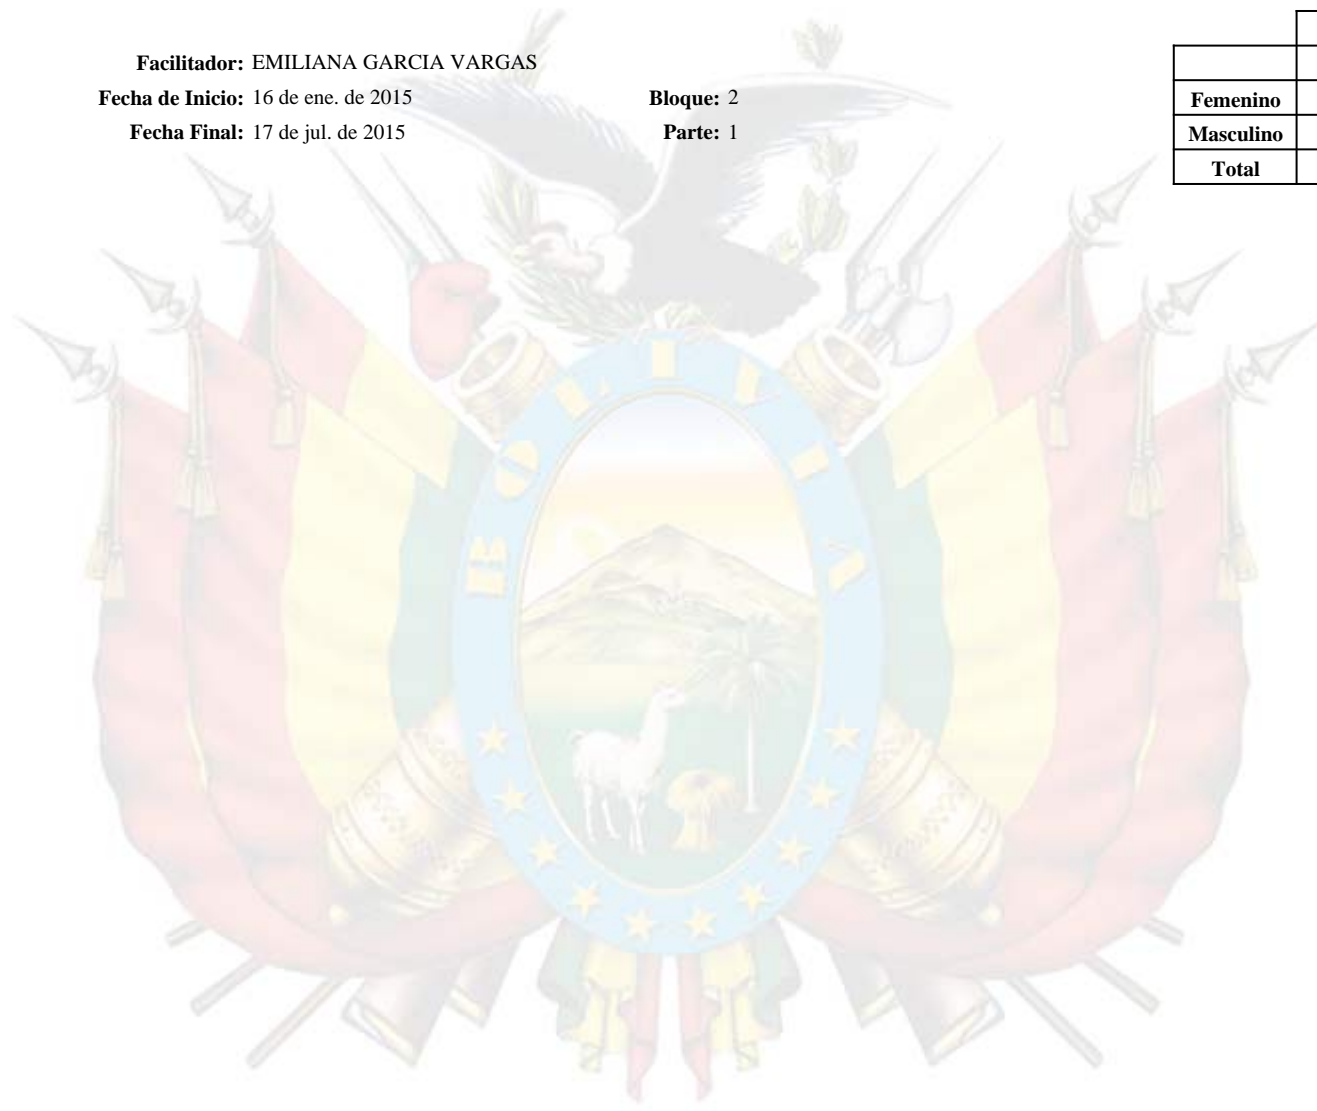 Facilitador: EMILIANA GARCIA VARGAS
Fecha de Inicio: 16 de ene. de 2015 Bloque: 2
Fecha Final: 17 de jul. de 2015 Parte: 1
Femenino
Masculino
Total
BOLIVIA